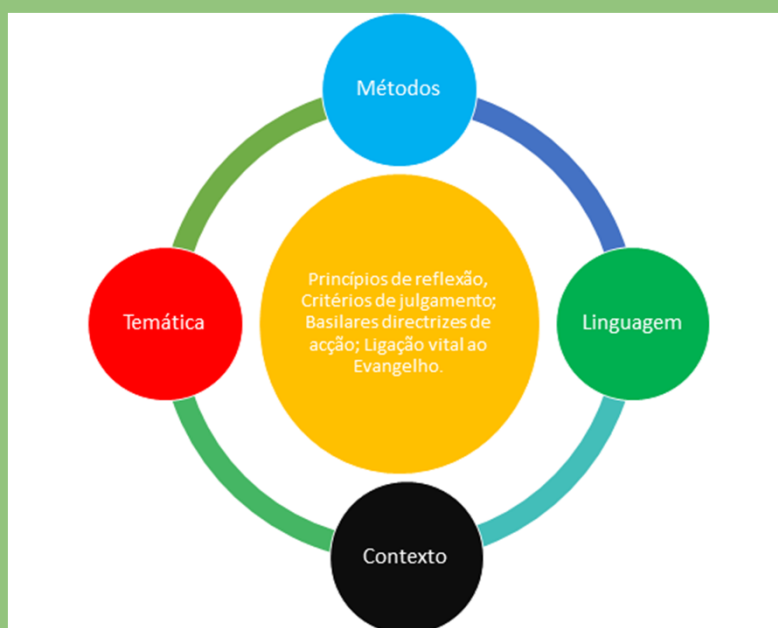 Métodos
Princípios de reflexão,
Critérios de julgamento;
Basilares directrizes de
acção; Ligação vital ao
Evangelho.
Temática
Linguagem
Contexto